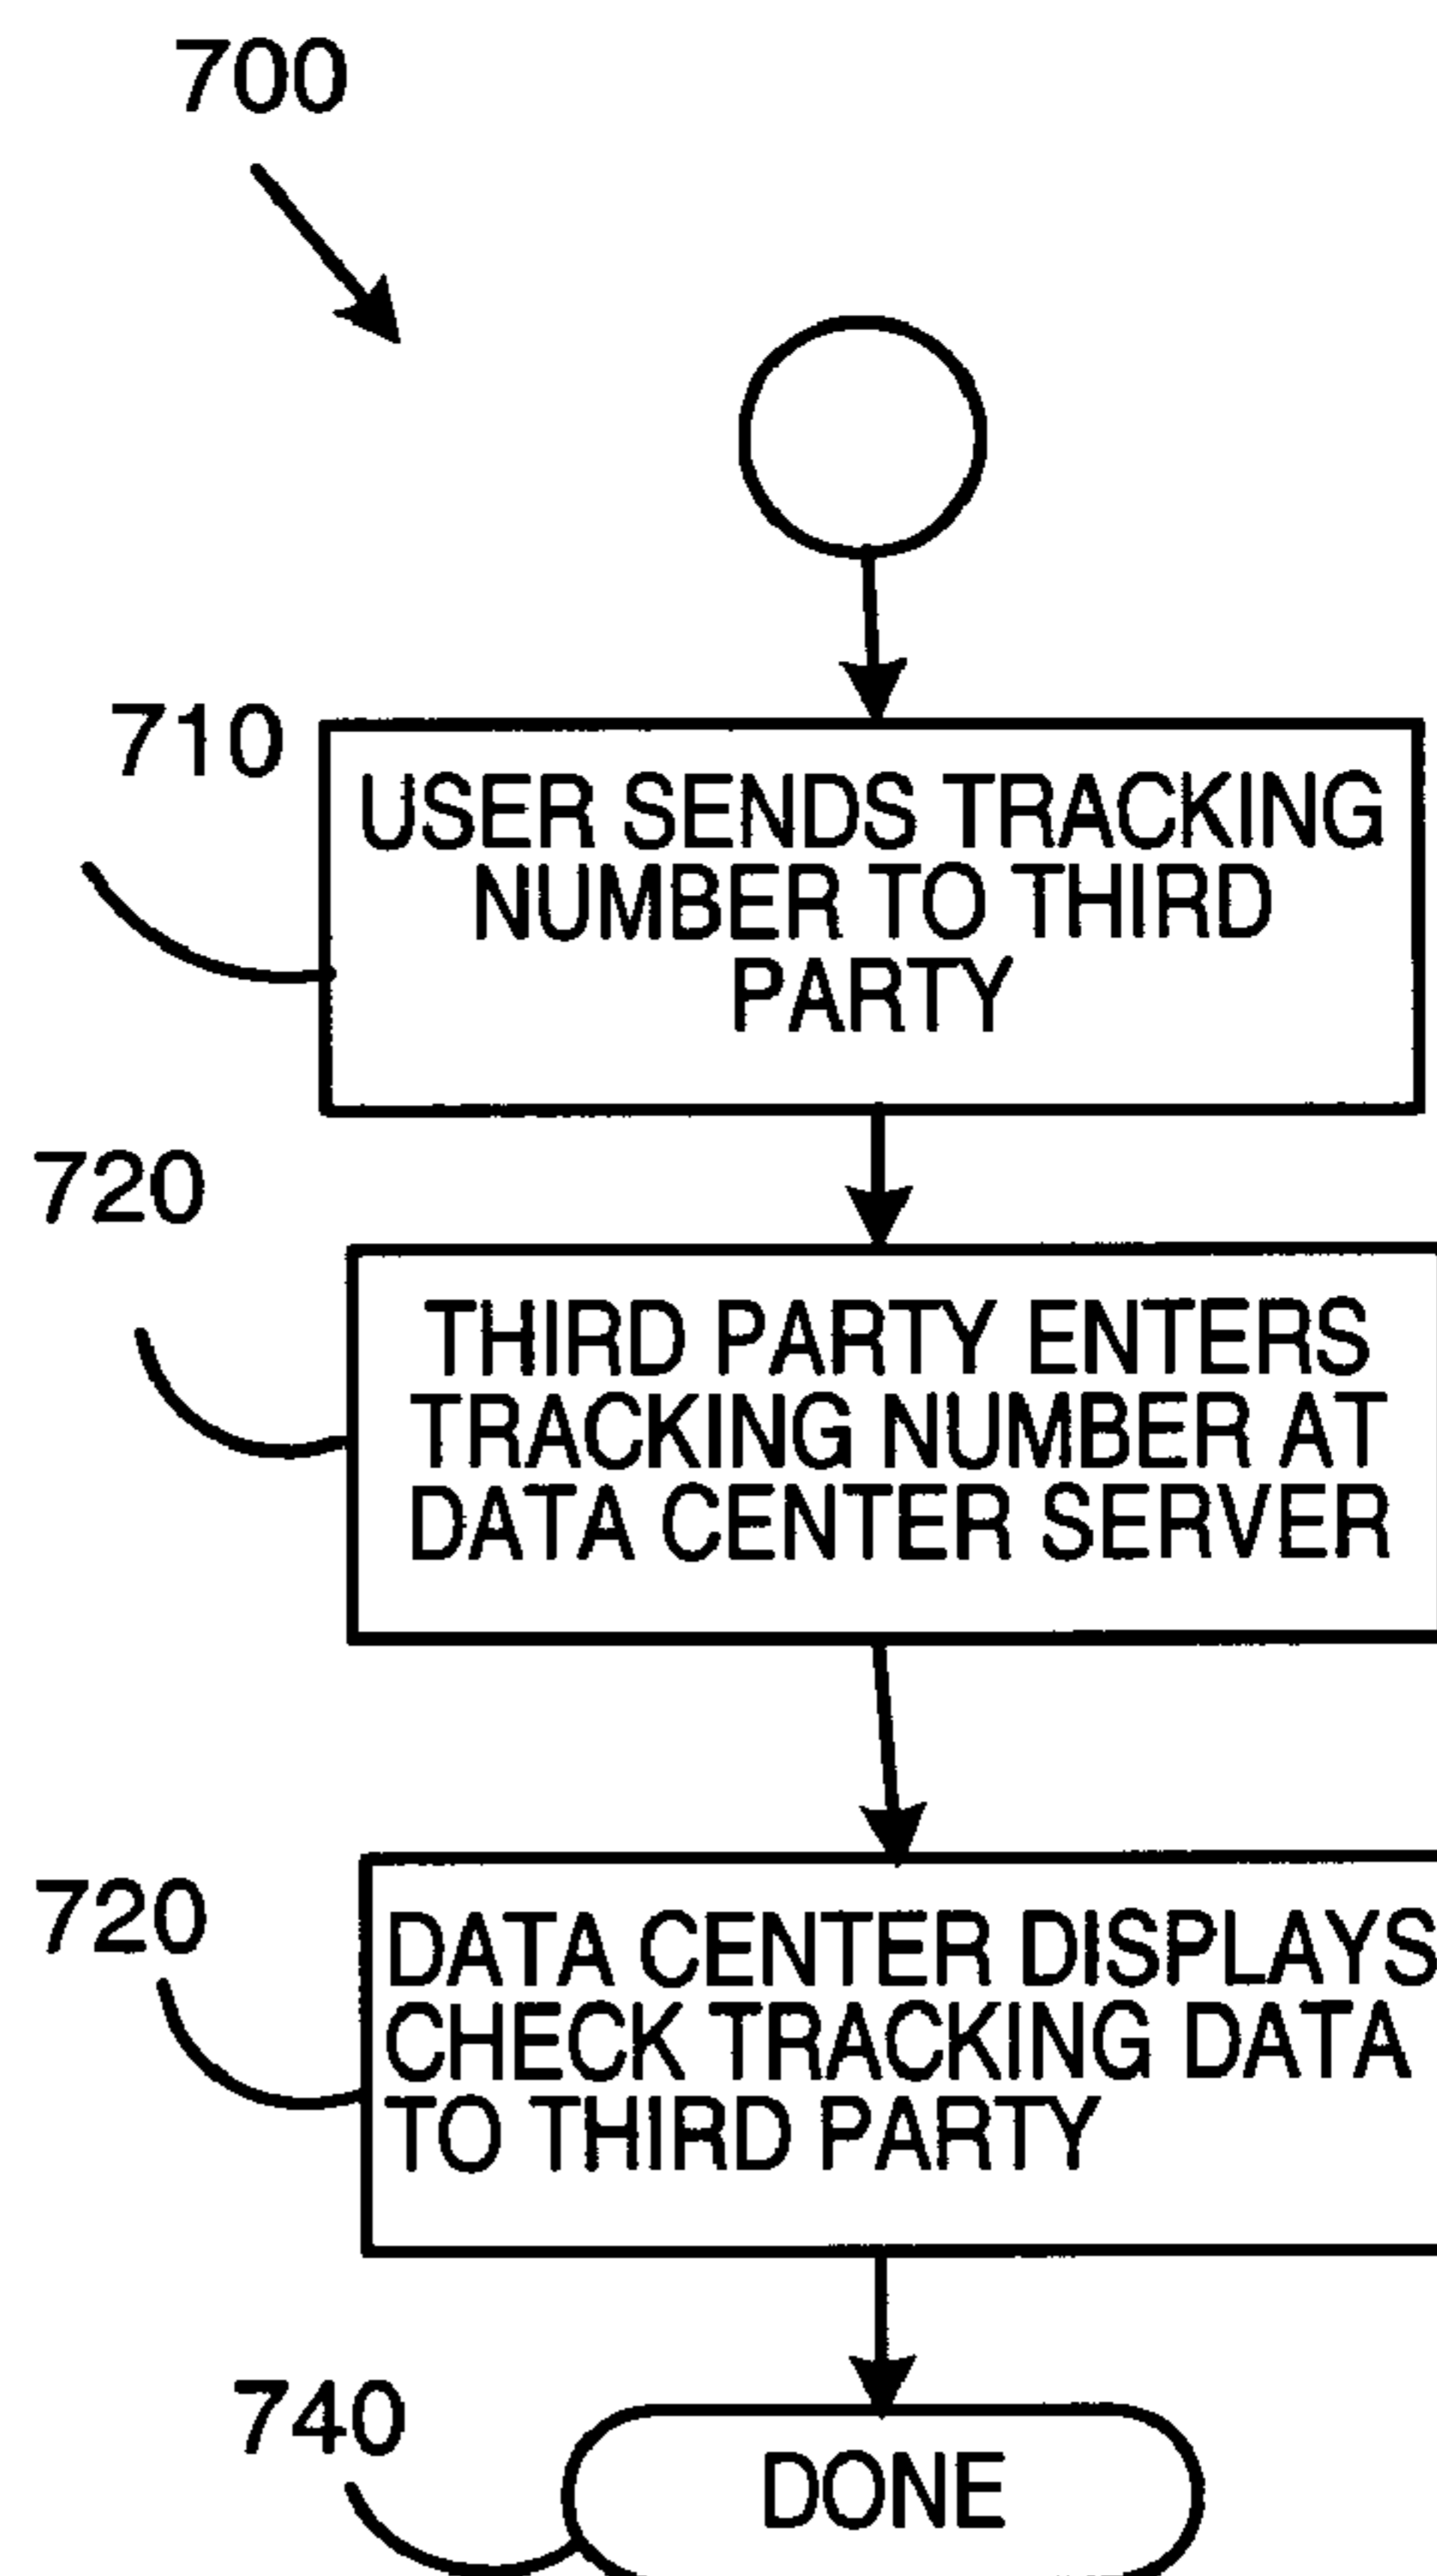 700
710
USER SENDS TRACKING
NUMBER TO THIRD
PARTY
720
THIRD PARTY ENTERS
TRACKING NUMBER AT
DATA CENTER SERVER
720
DATA CENTER DISPLAYS
CHECK TRACKING DATA
TO THIRD PARTY
740
DONE